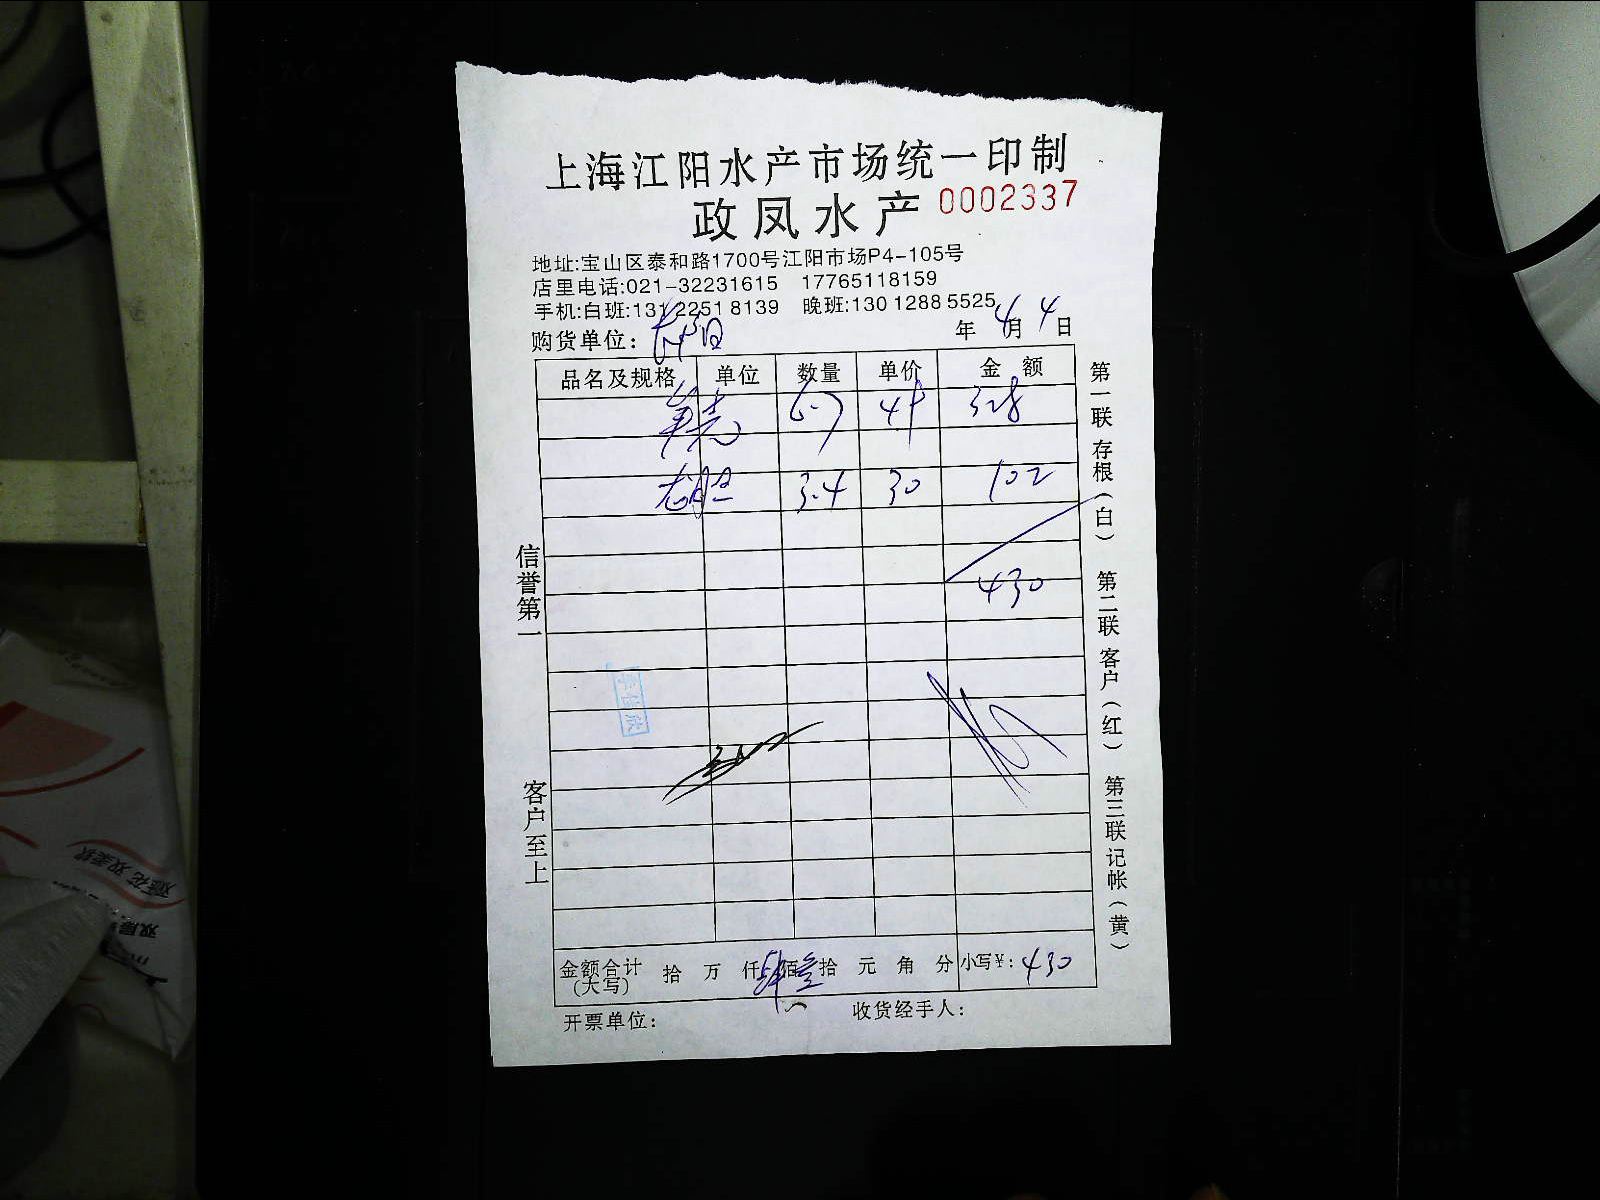 上海江阳水产市场统一印制
政凤水产 0002337
地址:宝山区泰和路1700号江阳市场P4-105号
店里电话:021-32231615 17765118159
手机:白班:131 2251 8139 晚班:130 1288 5525
购货单位: 年 4月 4日
品名及规格 单位 数量 单价 金额
6.7 49 328
3.4 30 102
430
信誉第一
客户至上
第一联存根(白) 第二联客户(红) 第三联记帐(黄)
金额合计(大写) 拾 万 仟 肆佰 叁拾 元 角 分 小写¥: 430
开票单位: 收货经手人:
双层